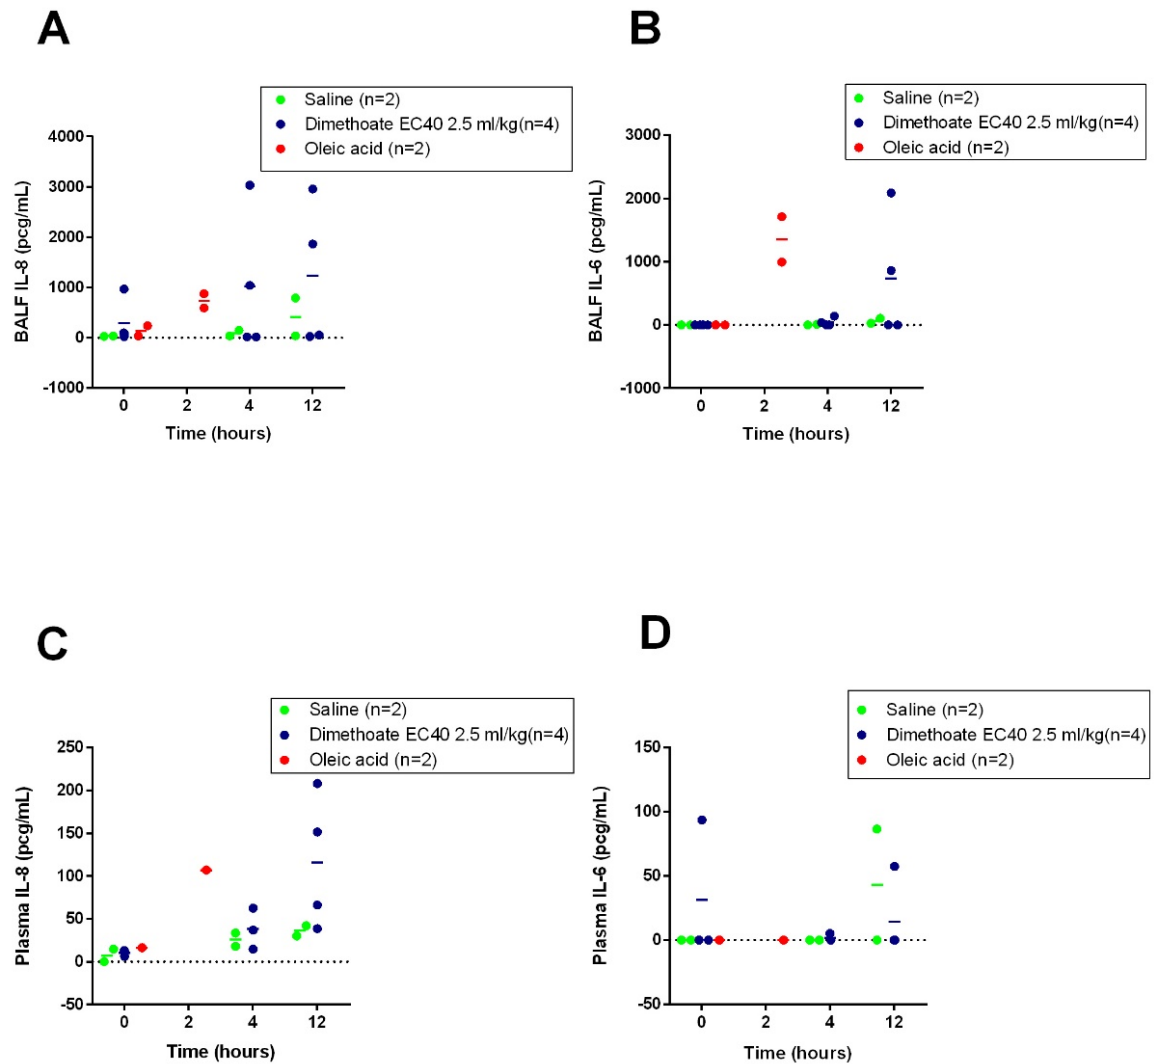 A
Saline (n=2)
Dimethoate EC40 2.5 ml/kg(n=4)
Oleic acid (n=2)
BALF IL-8 (pcg/mL)
4000
3000
2000
1000
0
-1000
0 2 4 12
Time (hours)
B
Saline (n=2)
Dimethoate EC40 2.5 ml/kg(n=4)
Oleic acid (n=2)
BALF IL-6 (pcg/mL)
3000
2000
1000
0
-1000
0 2 4 12
Time (hours)
C
Saline (n=2)
Dimethoate EC40 2.5 ml/kg(n=4)
Oleic acid (n=2)
Plasma IL-8 (pcg/mL)
250
200
150
100
50
0
-50
0 2 4 12
Time (hours)
D
Saline (n=2)
Dimethoate EC40 2.5 ml/kg(n=4)
Oleic acid (n=2)
Plasma IL-6 (pcg/mL)
150
100
50
0
-50
0 2 4 12
Time (hours)